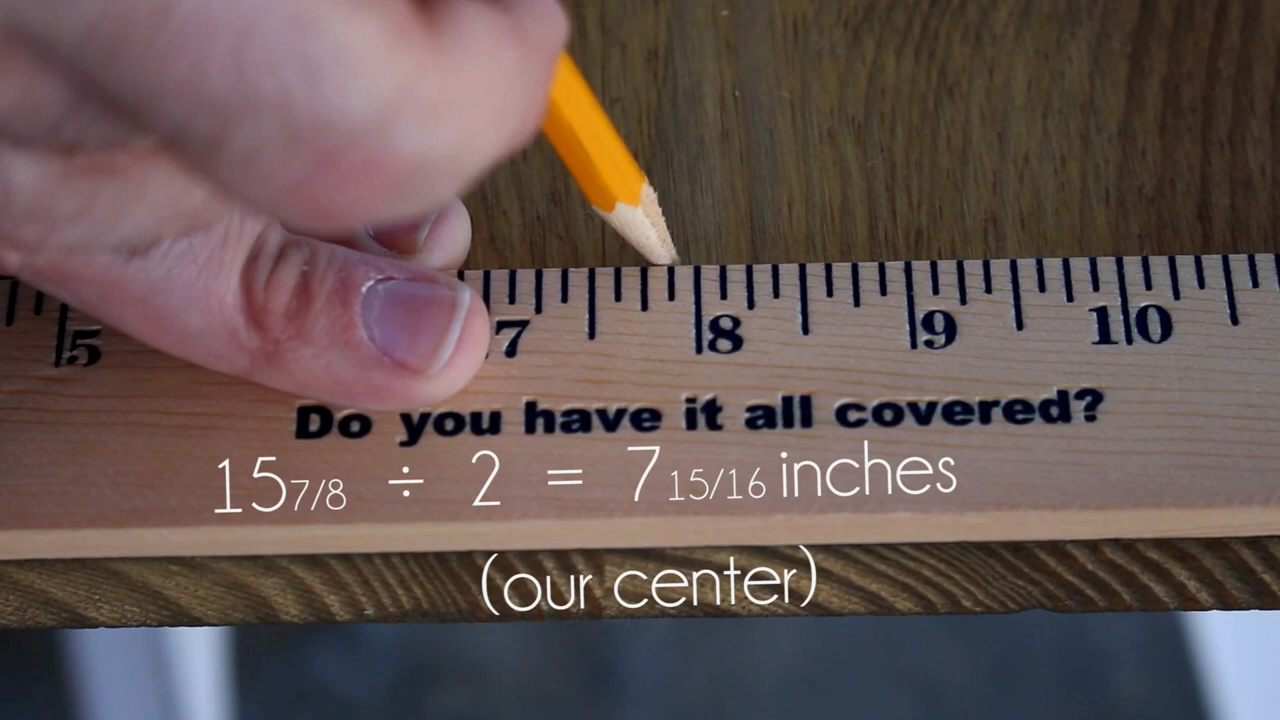 5 7 8 9 10
Do you have it all covered?
15 7/8 ÷ 2 = 7 15/16 inches
(our center)